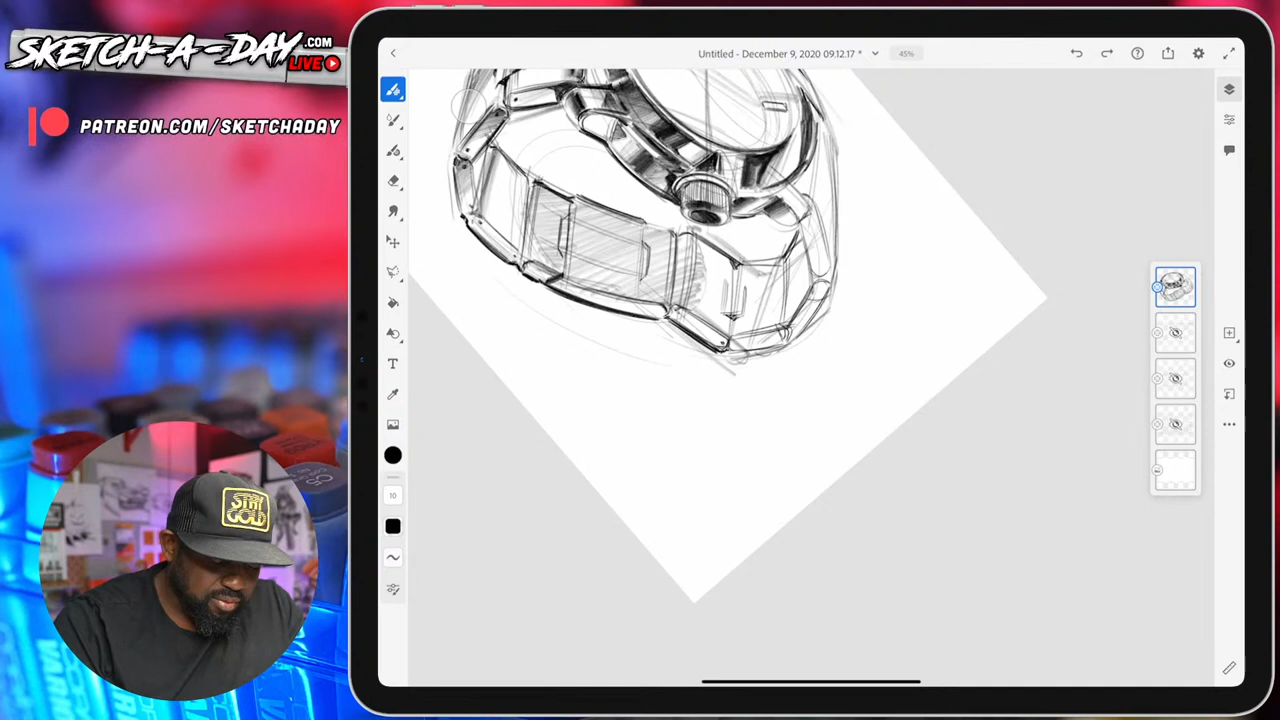 SKETCH-A-DAY.COM
LIVE
PATREON.COM/SKETCHADAY
Untitled - December 9, 2020 09.12.17 *
45%
T
10
STAY
GOLD